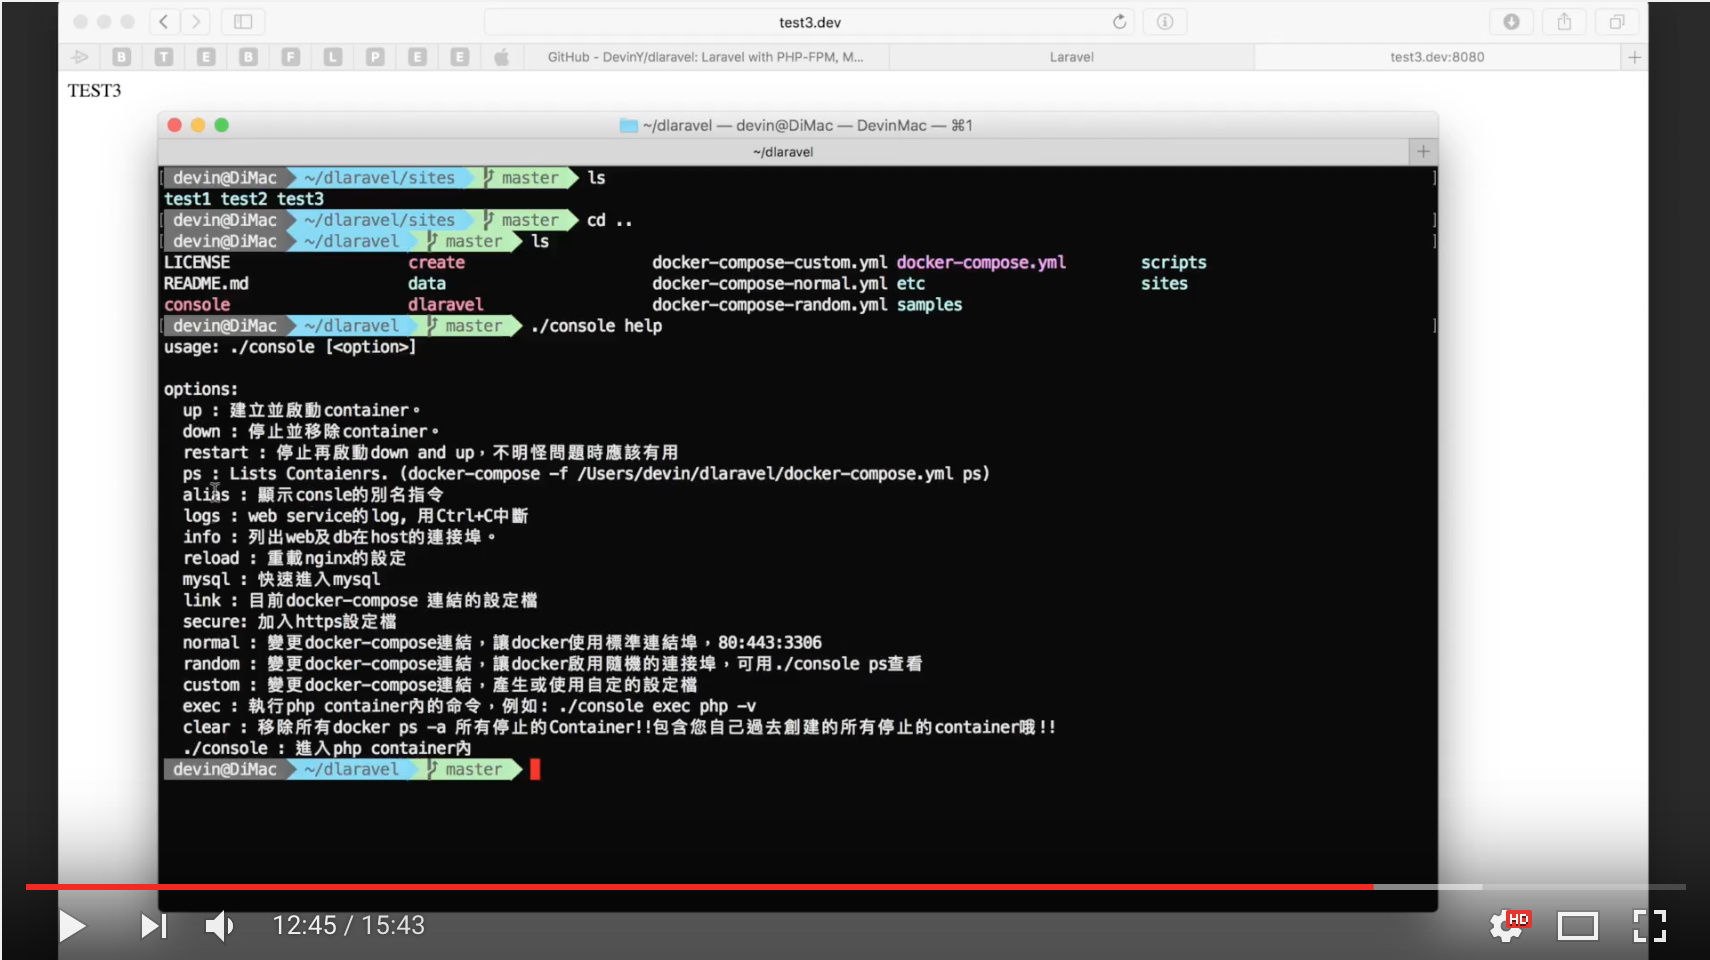 test3.dev
B T E B F L P E E
GitHub - DevinY/dlaravel: Laravel with PHP-FPM, M... Laravel test3.dev:8080
TEST3
~/dlaravel — devin@DiMac — DevinMac — ⌘1
~/dlaravel
devin@DiMac ~/dlaravel/sites master ls
test1 test2 test3
devin@DiMac ~/dlaravel/sites master cd ..
devin@DiMac ~/dlaravel master ls
LICENSE create docker-compose-custom.yml docker-compose.yml scripts
README.md data docker-compose-normal.yml etc sites
console dlaravel docker-compose-random.yml samples
devin@DiMac ~/dlaravel master ./console help
usage: ./console [<option>]
options:
up : 建立並啟動container。
down : 停止並移除container。
restart : 停止再啟動down and up，不明怪問題時應該有用
ps : Lists Contaienrs. (docker-compose -f /Users/devin/dlaravel/docker-compose.yml ps)
alias : 顯示consle的別名指令
logs : web service的log, 用Ctrl+C中斷
info : 列出web及db在host的連接埠。
reload : 重載nginx的設定
mysql : 快速進入mysql
link : 目前docker-compose 連結的設定檔
secure: 加入https設定檔
normal : 變更docker-compose連結，讓docker使用標準連結埠，80:443:3306
random : 變更docker-compose連結，讓docker啟用隨機的連接埠，可用./console ps查看
custom : 變更docker-compose連結，產生或使用自定的設定檔
exec : 執行php container內的命令，例如: ./console exec php -v
clear : 移除所有docker ps -a 所有停止的Container!!包含您自己過去創建的所有停止的container哦!!
./console : 進入php container內
devin@DiMac ~/dlaravel master
12:45 / 15:43
HD